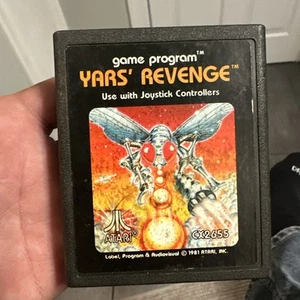 game program™
YARS' REVENGE™
Use with Joystick Controllers
ATARI®
CX2655
Label, Program & Audiovisual © 1981 ATARI, INC.